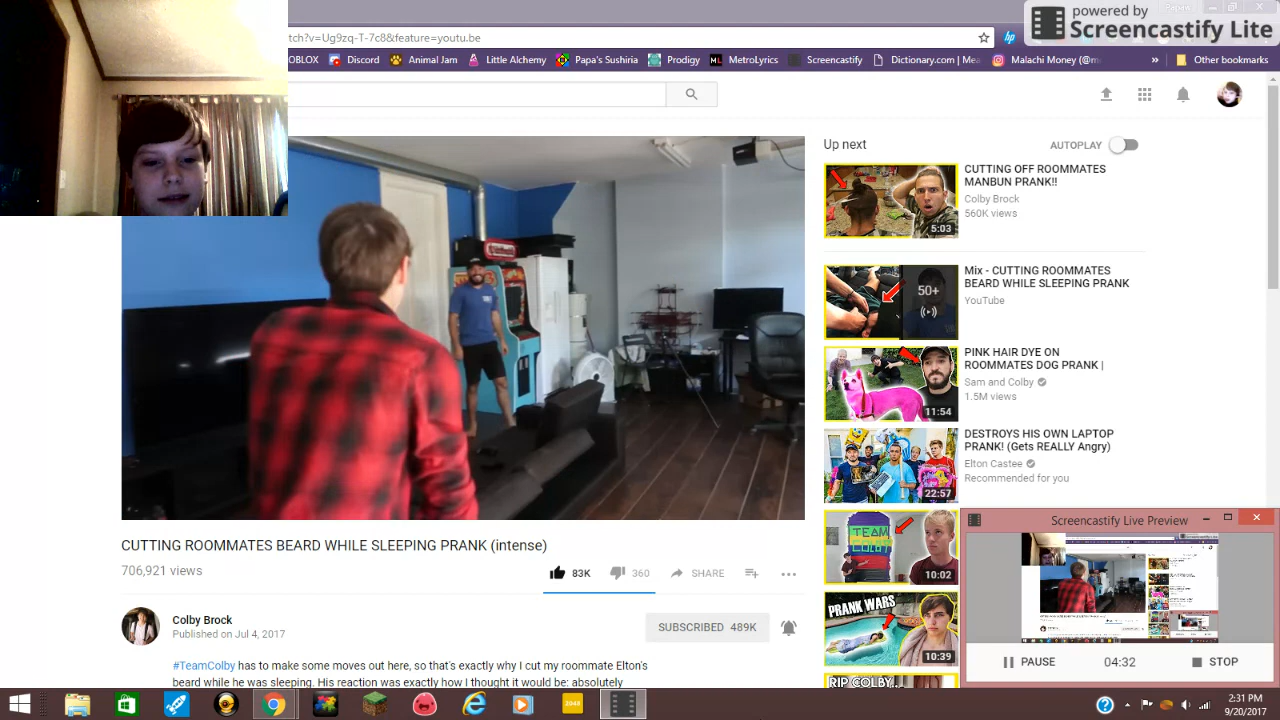 powered by
Screencastify Lite
tch?v=Ug9zq-T-7c8&feature=youtu.be
hp
OBLOX
Discord
Animal Jam
Little Alchemy
Papa's Sushiria
Prodigy
MetroLyrics
Screencastify
Dictionary.com | Mea
Malachi Money (@m
»
Other bookmarks
Up next
AUTOPLAY
CUTTING OFF ROOMMATES
MANBUN PRANK!!
Colby Brock
560K views
5:03
Mix - CUTTING ROOMMATES
BEARD WHILE SLEEPING PRANK
YouTube
50+
PINK HAIR DYE ON
ROOMMATES DOG PRANK |
Sam and Colby
1.5M views
11:54
DESTROYS HIS OWN LAPTOP
PRANK! (Gets REALLY Angry)
Elton Castee
Recommended for you
22:57
TEAM
COLBY
10:02
PRANK WARS
10:39
RIP COLBY...
CUTTING ROOMMATES BEARD WHILE SLEEPING PRANK (intense)
706,921 views
83K
360
SHARE
Colby Brock
Published on Jul 4, 2017
SUBSCRIBED 489K
#TeamColby has to make some moves out here, so that's exactly why I cut my roommate Elton's
beard while he was sleeping. His reaction was exactly how I thought it would be: absolutely
Screencastify Live Preview
PAUSE
04:32
STOP
2048
2:31 PM
9/20/2017